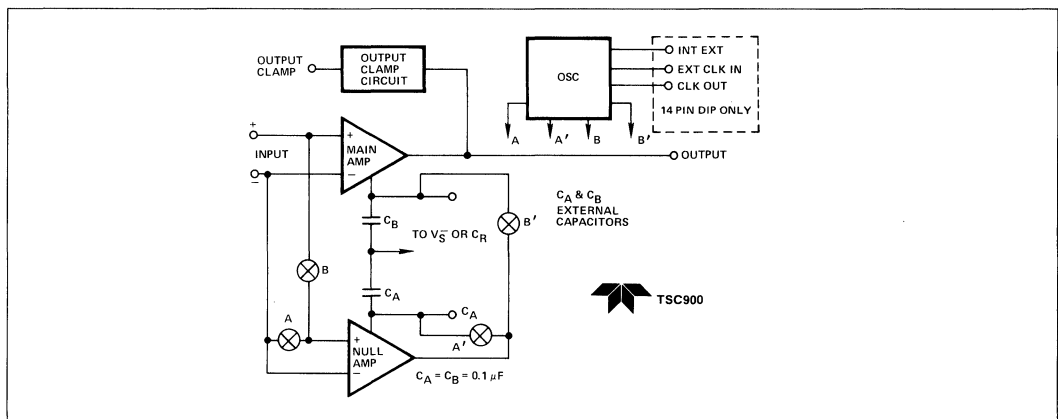 OUTPUT
CLAMP
OUTPUT
CLAMP
CIRCUIT
OSC
INT EXT
EXT CLK IN
CLK OUT
14 PIN DIP ONLY
A
A′
B
B′
+
INPUT
−
+
MAIN
AMP
−
OUTPUT
C_B
TO V_S^- OR C_R
B′
C_A & C_B
EXTERNAL
CAPACITORS
B
C_A
A
C_A
A′
+
NULL
AMP
−
C_A = C_B = 0.1 μF
TSC900